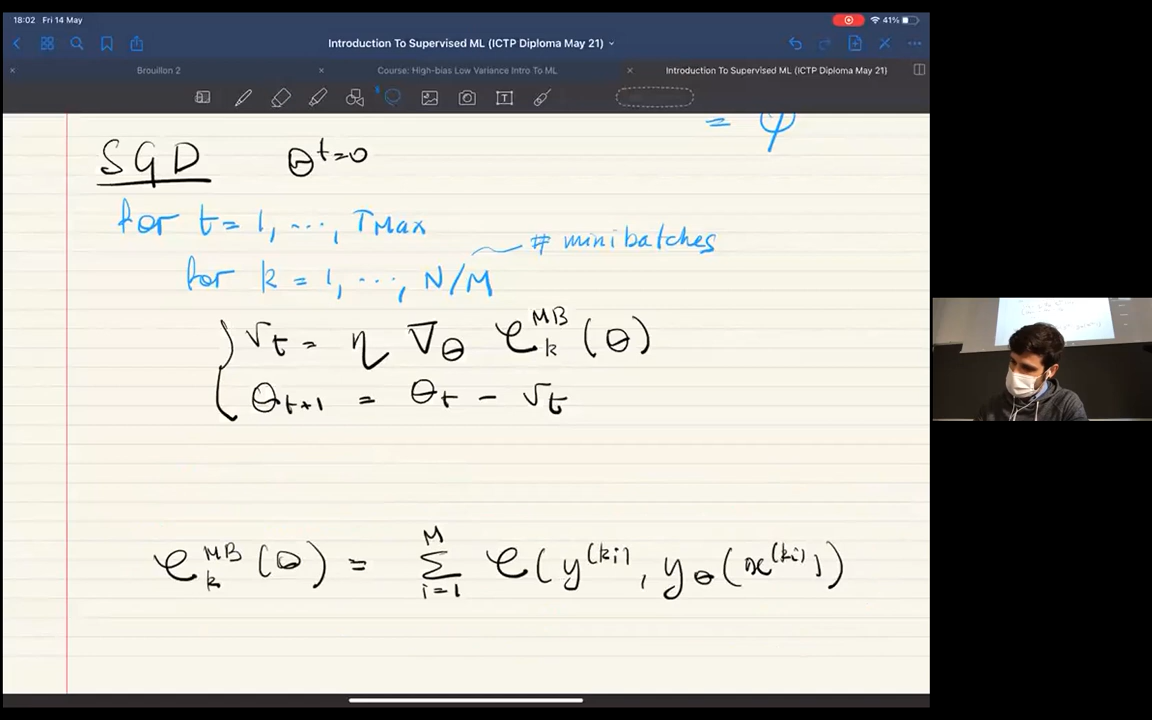 18:02 Fri 14 May
41%
Introduction To Supervised ML (ICTP Diploma May 21)
Brouillon 2
Course: High-bias Low Variance Intro To ML
Introduction To Supervised ML (ICTP Diploma May 21)
= φ
SGD θ^{t=0}
for t = 1, ..., TMax
# minibatches
for k = 1, ..., N/M
v_t = η ∇_θ e_k^{MB}(θ)
θ_{t+1} = θ_t - v_t
e_k^{MB}(θ) = Σ_{i=1}^{M} e(y^{(ki)}, y_θ(x^{(ki)}))